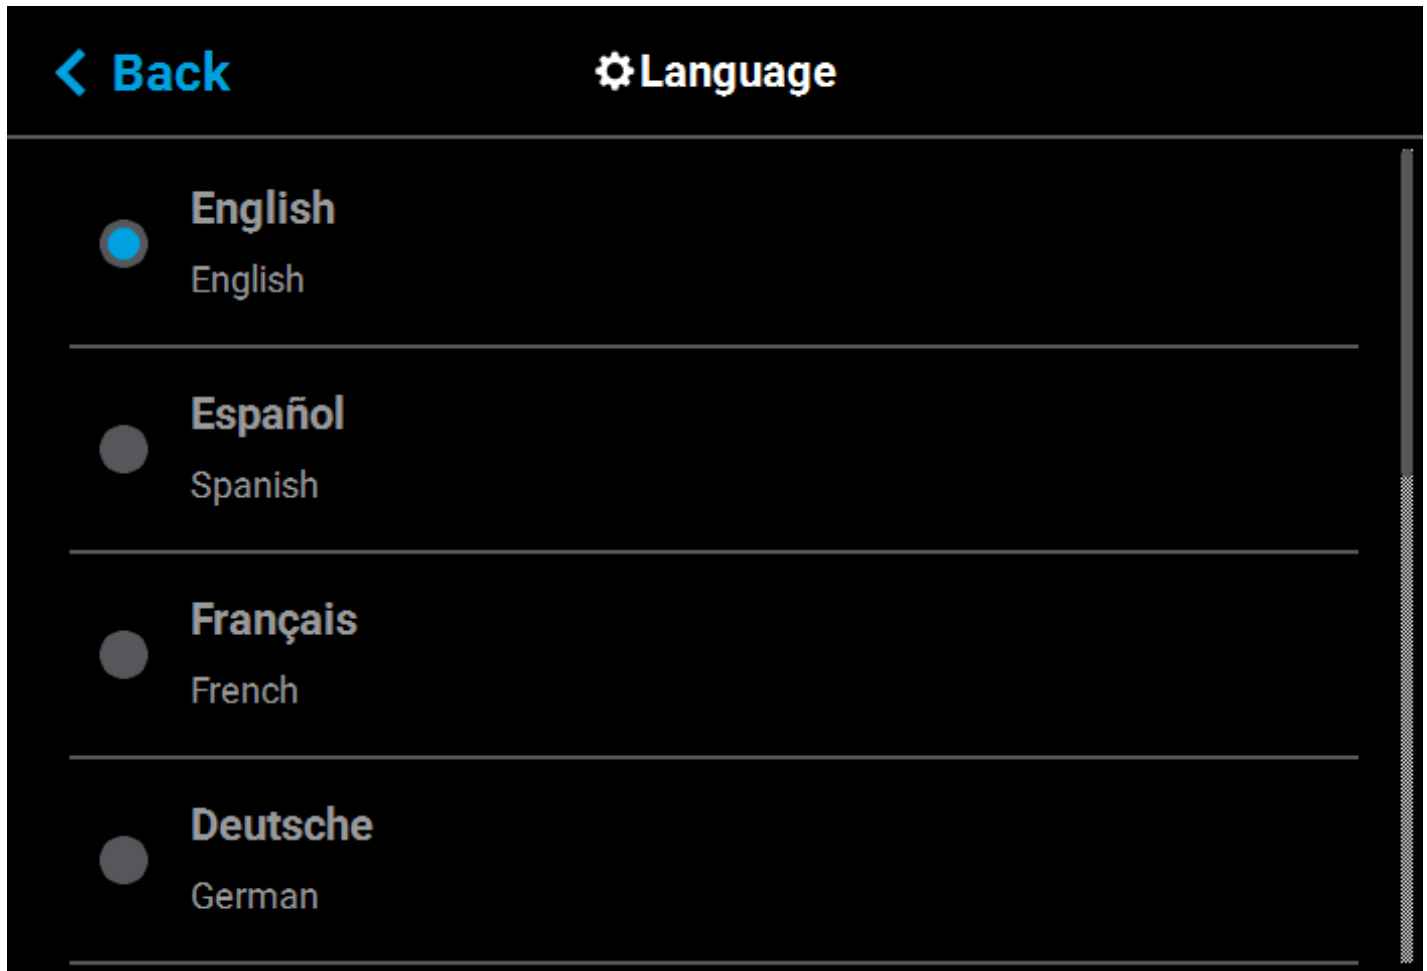 Back
Language
English
English
Español
Spanish
Français
French
Deutsche
German